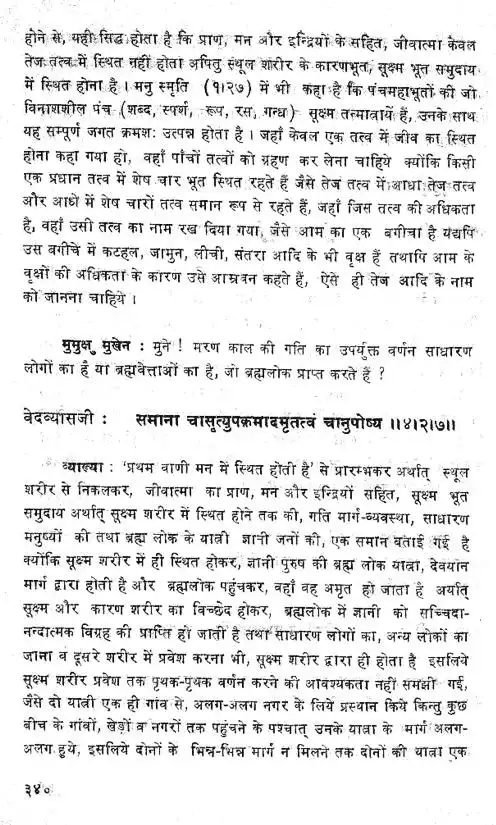 होने से, यही सिद्ध होता है कि प्राण, मन और इन्द्रियों के सहित, जीवात्मा केवल
तेज तत्व में स्थित नहीं होता अपितु स्थूल शरीर के कारणभूत, सूक्ष्म भूत समुदाय
में स्थित होना है । मनु स्मृति (१।२७) में भी कहा है कि पंचमहाभूतों की जो
विनाशशील पंच (शब्द, स्पर्श, रूप, रस, गन्ध) सूक्ष्म तन्मात्रायें हैं, उनके साथ
यह सम्पूर्ण जगत क्रमशः उत्पन्न होता है । जहाँ केवल एक तत्व में जीव का स्थित
होना कहा गया हो, वहाँ पाँचों तत्वों को ग्रहण कर लेना चाहिये क्योंकि किसी
एक प्रधान तत्व में शेष चार भूत स्थित रहते हैं जैसे तेज तत्व में आधा तेज तत्व
और आधे में शेष चारों तत्व समान रूप से रहते हैं, जहाँ जिस तत्व की अधिकता
है, वहाँ उसी तत्व का नाम रख दिया गया, जैसे आम का एक बगीचा है यद्यपि
उस बगीचे में कटहल, जामुन, लीची, संतरा आदि के भी वृक्ष हैं तथापि आम के
वृक्षों की अधिकता के कारण उसे आम्रवन कहते हैं, ऐसे ही तेज आदि के नाम
को जानना चाहिये ।
मुमुक्षु मुखेन : मुने ! मरण काल की गति का उपर्युक्त वर्णन साधारण
लोगों का है या ब्रह्मवेत्ताओं का है, जो ब्रह्मलोक प्राप्त करते हैं ?
वेदव्यासजी : समाना चासृत्युपक्रमादमृतत्वं चानुपोष्य ॥४।२।७॥
व्याख्या : 'प्रथम वाणी मन में स्थित होती है' से प्रारम्भकर अर्थात् स्थूल
शरीर से निकलकर, जीवात्मा का प्राण, मन और इन्द्रियों सहित, सूक्ष्म भूत
समुदाय अर्थात् सूक्ष्म शरीर में स्थित होने तक की, गति मार्ग-व्यवस्था, साधारण
मनुष्यों की तथा ब्रह्म लोक के यात्री ज्ञानी जनों की, एक समान बताई गई है
क्योंकि सूक्ष्म शरीर में ही स्थित होकर, ज्ञानी पुरुष की ब्रह्म लोक यात्रा, देवयान
मार्ग द्वारा होती है और ब्रह्मलोक पहुंचकर, वहाँ वह अमृत हो जाता है अर्थात्
सूक्ष्म और कारण शरीर का विच्छेद होकर, ब्रह्मलोक में ज्ञानी को सच्चिदा-
नन्दात्मक विग्रह की प्राप्ति हो जाती है तथा साधारण लोगों का, अन्य लोकों का
जाना व दूसरे शरीर में प्रवेश करना भी, सूक्ष्म शरीर द्वारा ही होता है इसलिये
सूक्ष्म शरीर प्रवेश तक पृथक-पृथक वर्णन करने की आवश्यकता नहीं समझी गई,
जैसे दो यात्री एक ही गांव से, अलग-अलग नगर के लिये प्रस्थान किये किन्तु कुछ
बीच के गांवों, खेड़ों व नगरों तक पहुंचने के पश्चात् उनके यात्रा के मार्ग अलग-
अलग हुये, इसलिये दोनों के भिन्न-भिन्न मार्ग न मिलने तक दोनों की यात्रा एक
३४०